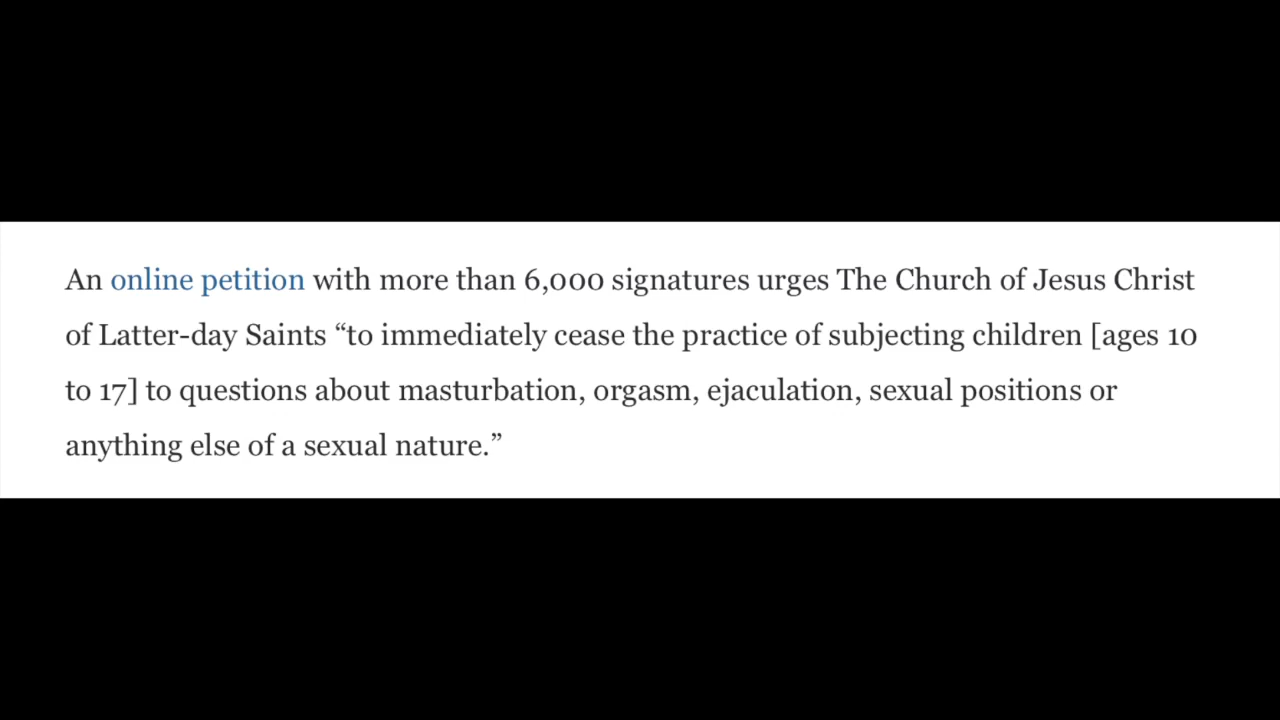 An online petition with more than 6,000 signatures urges The Church of Jesus Christ
of Latter-day Saints “to immediately cease the practice of subjecting children [ages 10
to 17] to questions about masturbation, orgasm, ejaculation, sexual positions or
anything else of a sexual nature.”